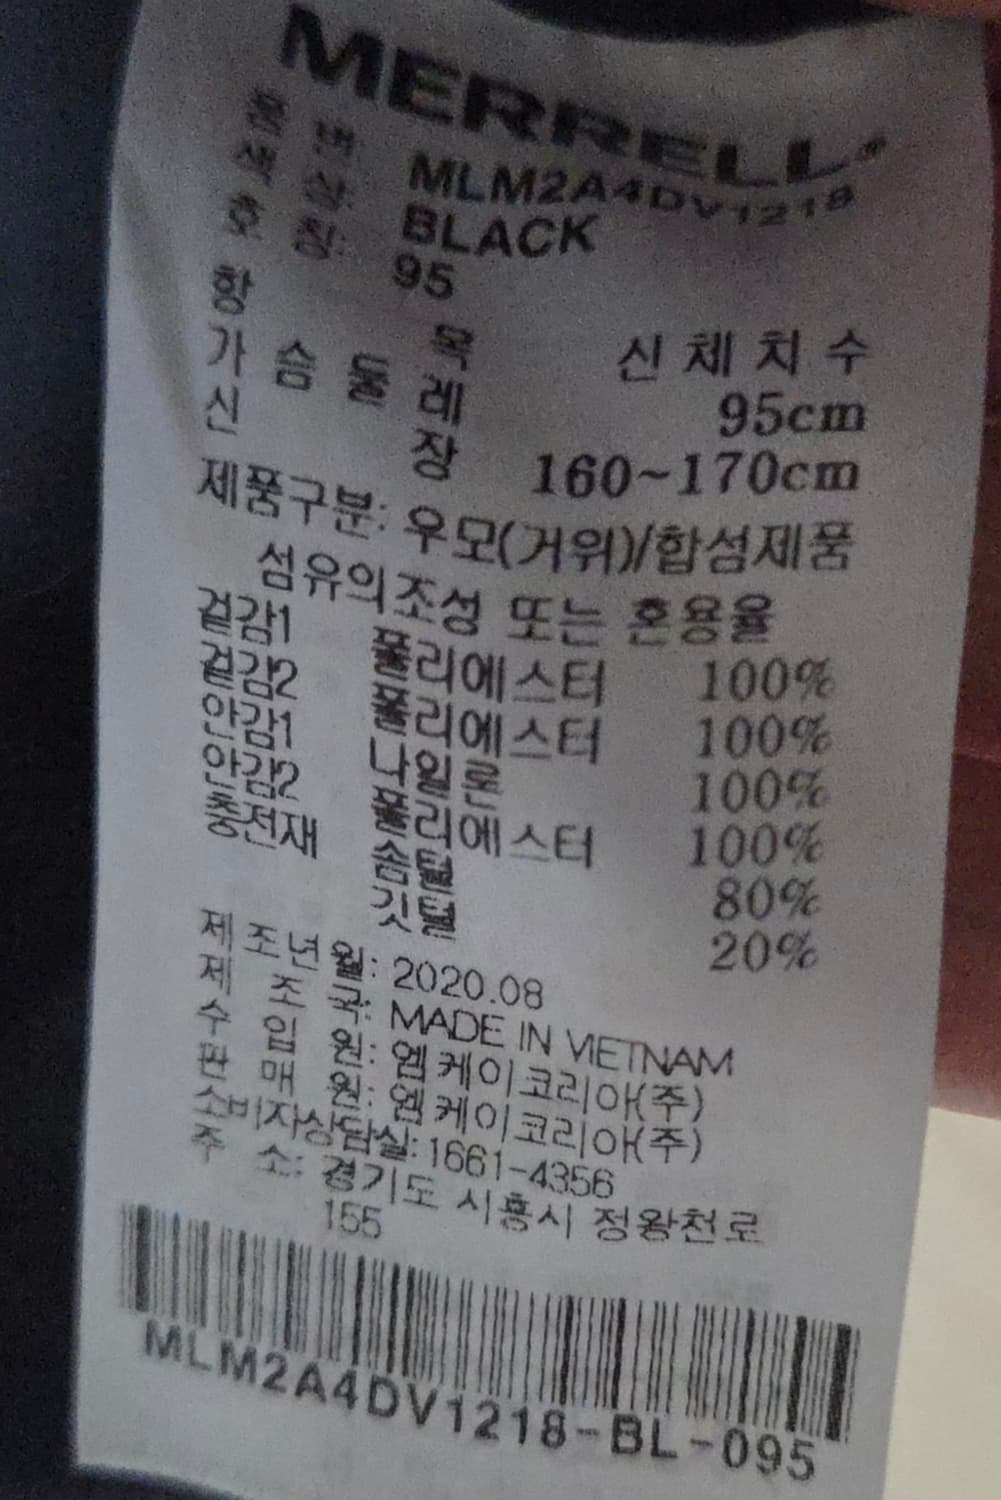 MERRELL®
품 번: MLM2A4DV1218
색 상: BLACK
호 칭: 95
항 목 신체치수
가슴둘레 95cm
신 장 160~170cm
제품구분: 우모(거위)/합성제품
섬유의조성 또는 혼용율
겉감1 폴리에스터 100%
겉감2 폴리에스터 100%
안감1 나일론 100%
안감2 폴리에스터 100%
충전재 솜털 80%
깃털 20%
제조년월: 2020.08
제 조 국: MADE IN VIETNAM
수 입 원: 엠케이코리아(주)
판 매 원: 엠케이코리아(주)
소비자상담실: 1661-4356
주 소: 경기도 시흥시 정왕천로
155
MLM2A4DV1218-BL-095